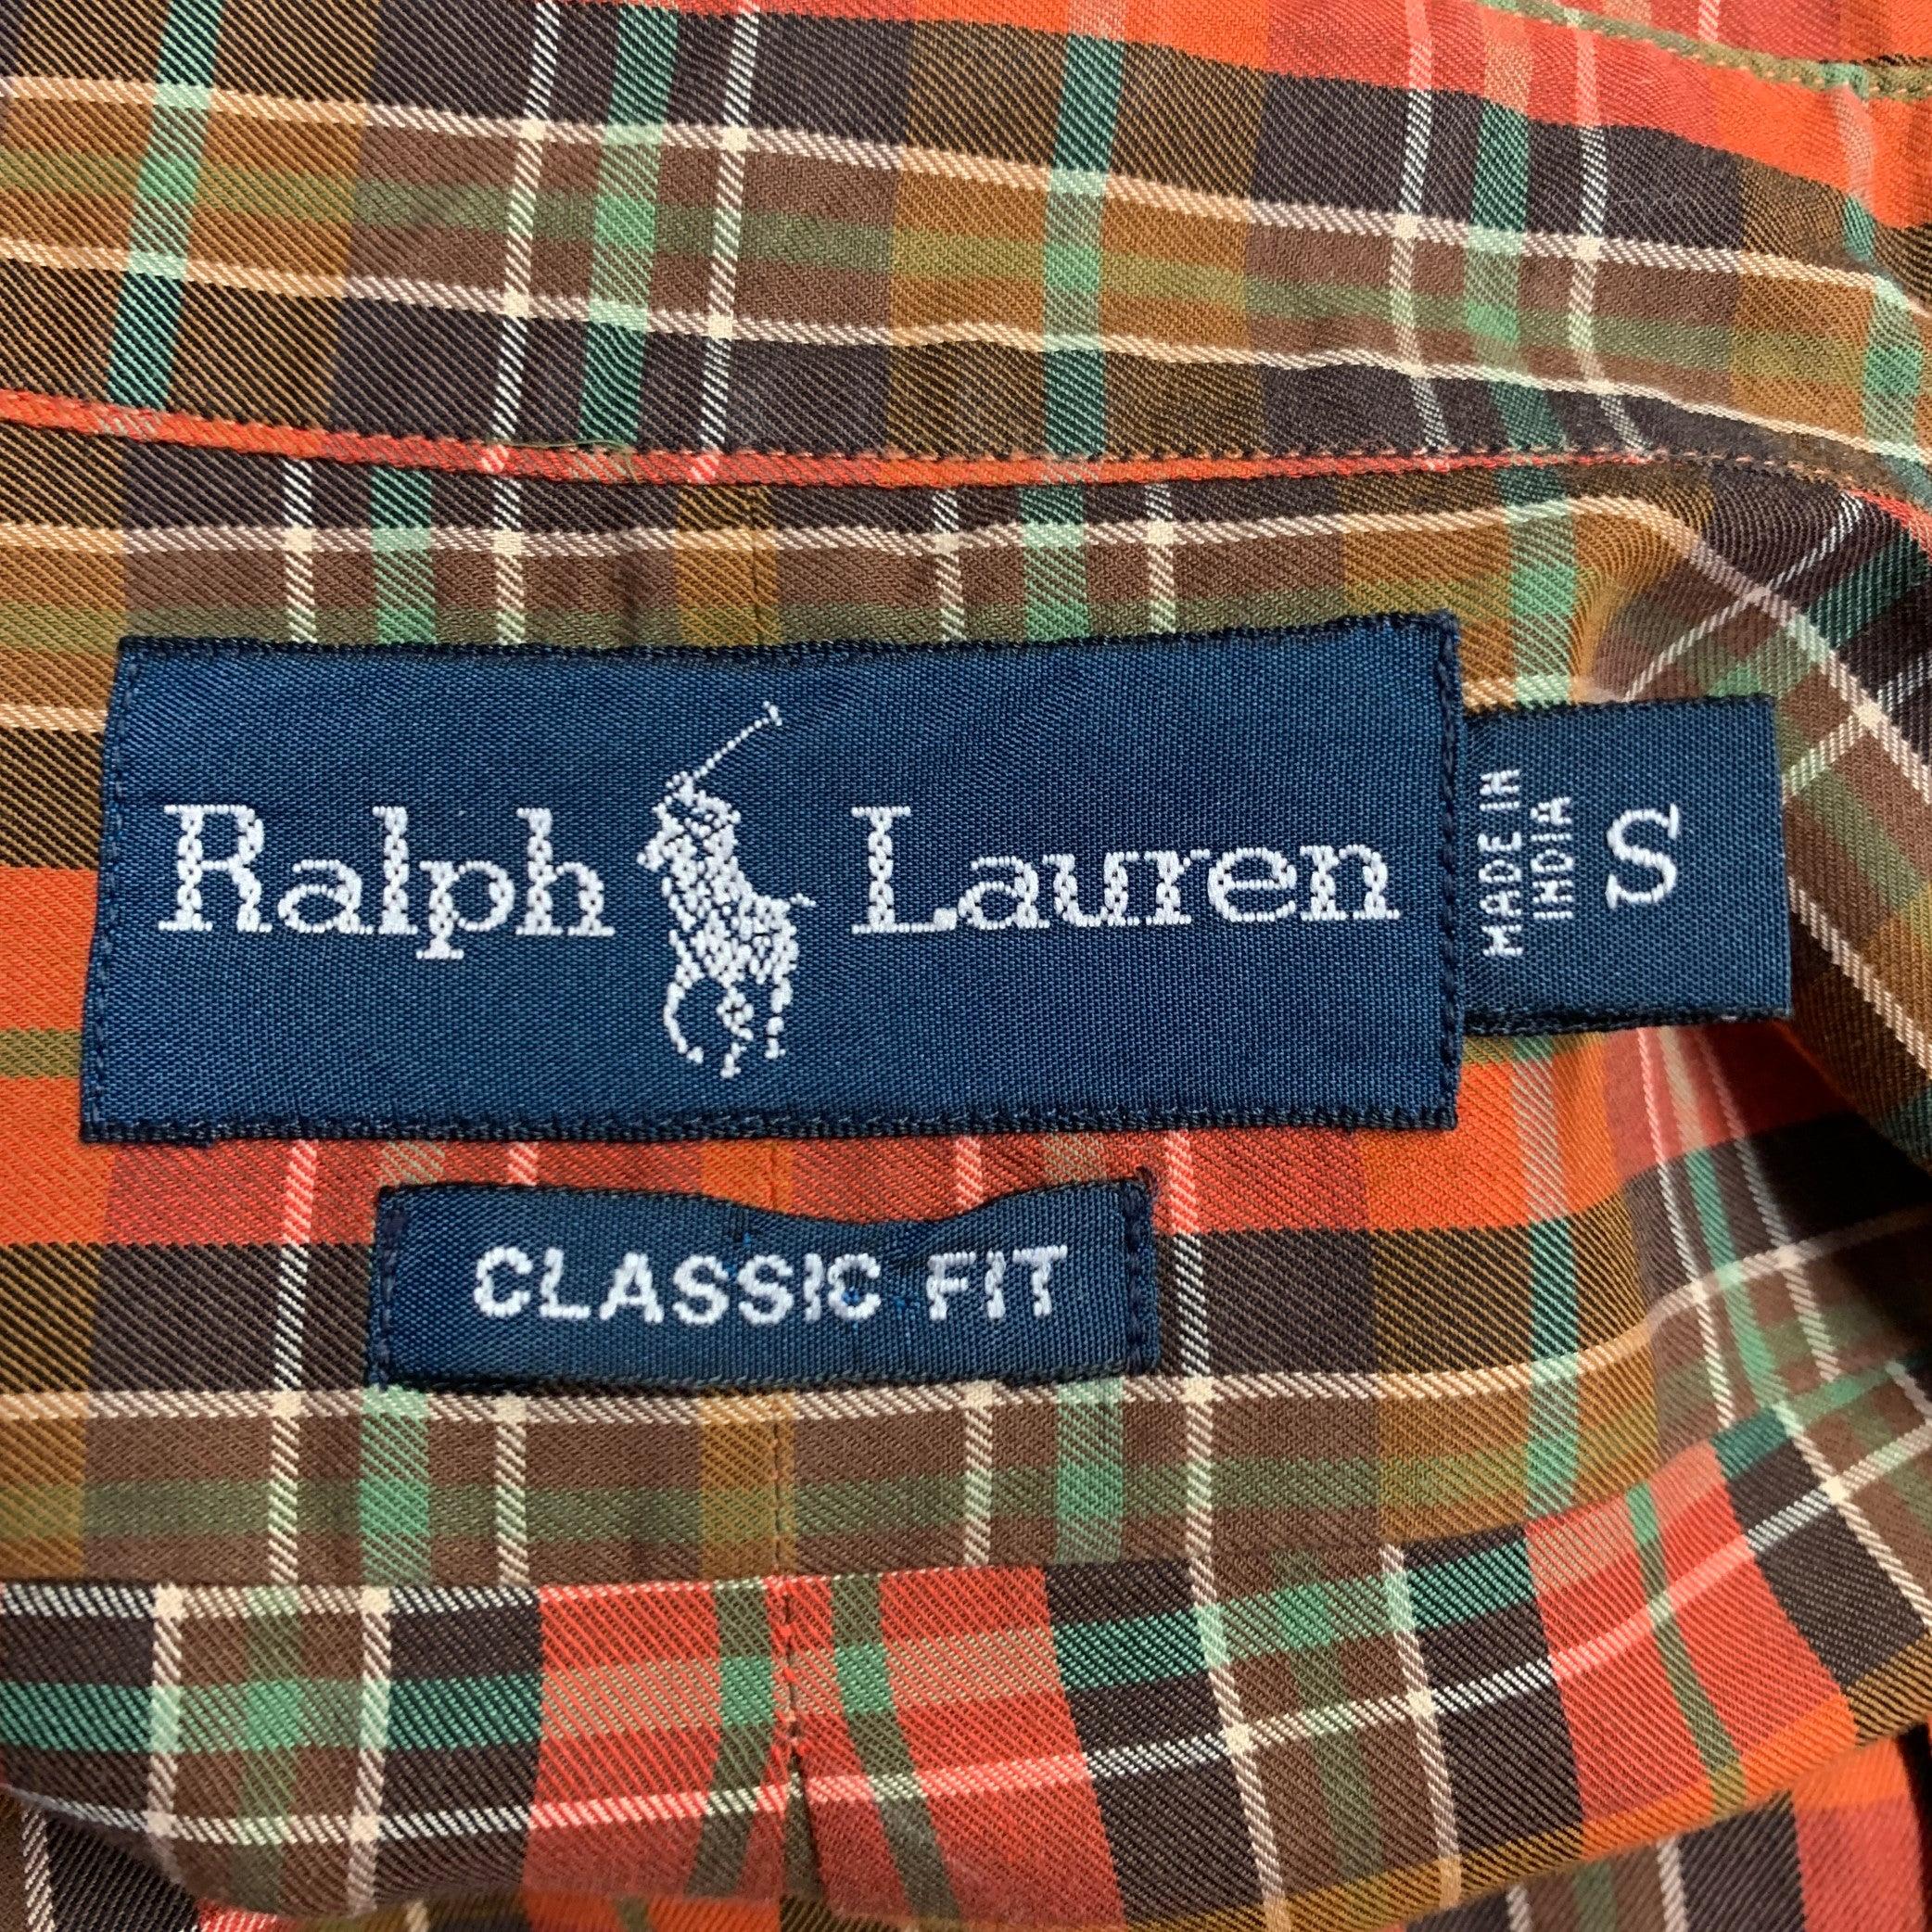 Ralph Lauren
MADE IN
INDIA
S
CLASSIC FIT